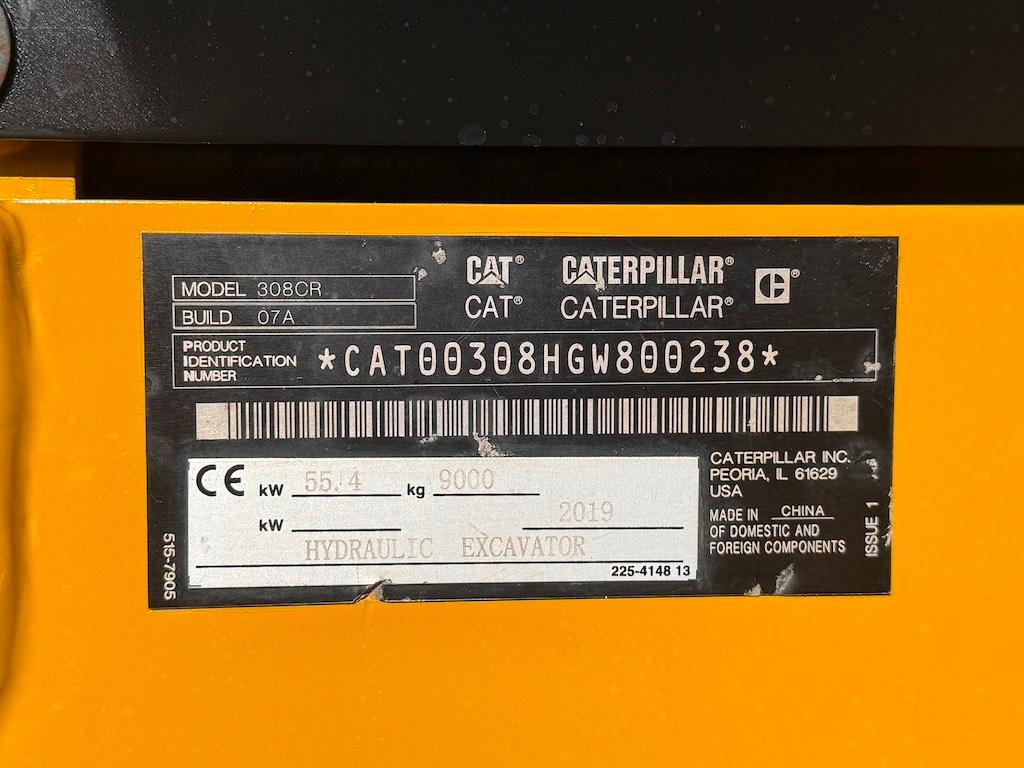 CAT® CATERPILLAR® CE®
CAT® CATERPILLAR®
MODEL 308CR
BUILD 07A
PRODUCT
IDENTIFICATION
NUMBER
*CAT00308HGW800238*
CE kW 55.4 kg 9000
kW 2019
HYDRAULIC EXCAVATOR
225-4148 13
CATERPILLAR INC.
PEORIA, IL 61629
USA
MADE IN CHINA
OF DOMESTIC AND
FOREIGN COMPONENTS
ISSUE 1
515-7905